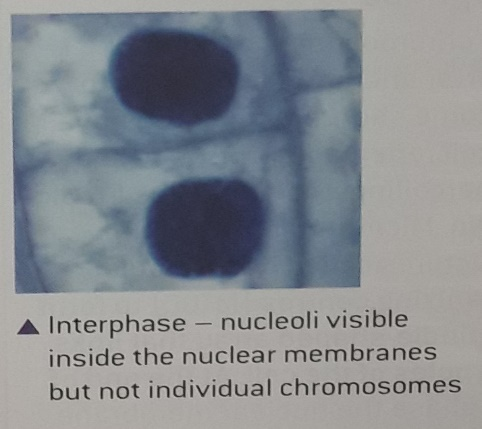 ▲ Interphase – nucleoli visible
inside the nuclear membranes
but not individual chromosomes